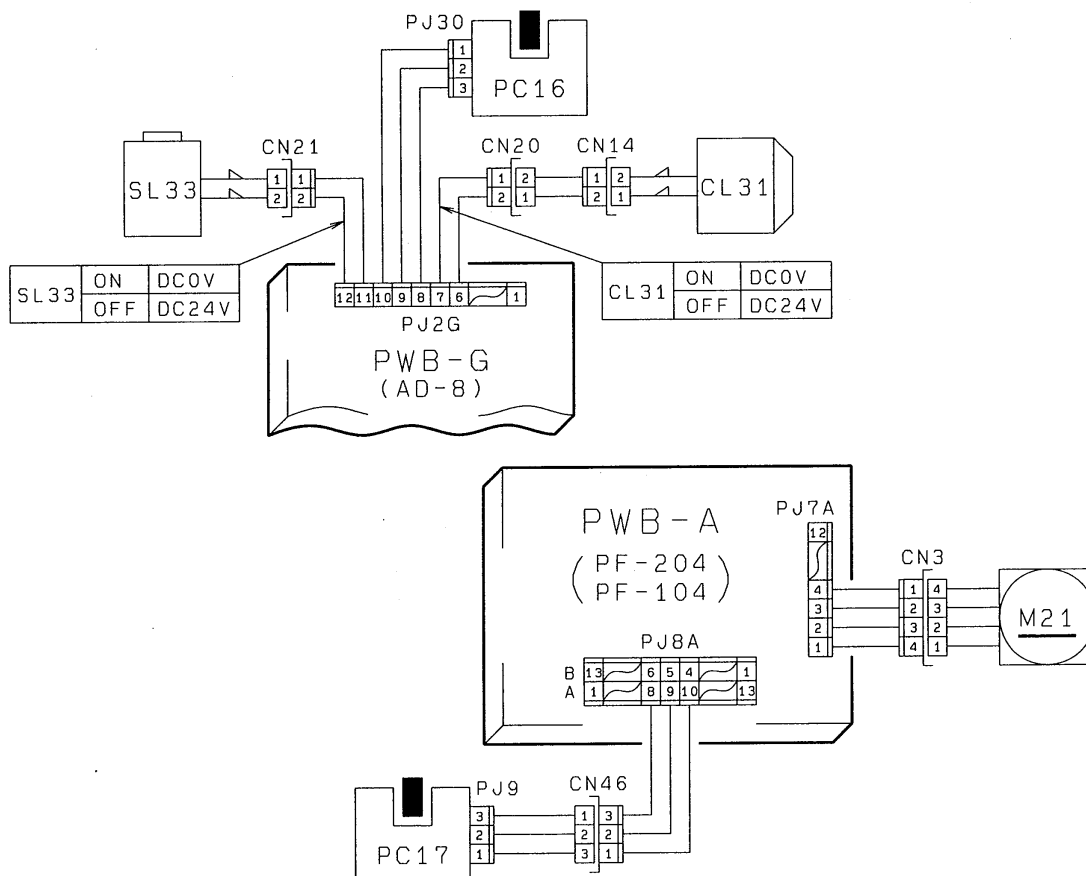 PJ30
1
2
3
PC16
CN21
CN20
CN14
SL33
1 1
2 2
1 2
2 1
1 2
2 1
CL31
SL33 ON DC0V
OFF DC24V
CL31 ON DC0V
OFF DC24V
12 11 10 9 8 7 6 1
PJ2G
PWB-G
(AD-8)
PWB-A
(PF-204
PF-104)
PJ7A
12
4
3
2
1
CN3
1 4
2 3
3 2
4 1
M21
PJ8A
B 13 6 5 4 1
A 1 8 9 10 13
PC17
PJ9
3
2
1
CN46
1 3
2 2
3 1